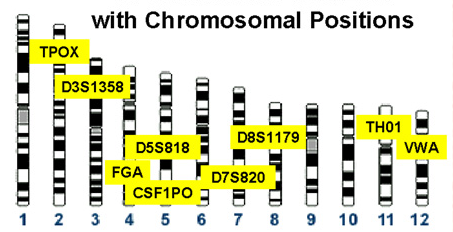 with Chromosomal Positions
TPOX
D3S1358
D8S1179
TH01
D5S818
VWA
FGA
D7S820
CSF1PO
1 2 3 4 5 6 7 8 9 10 11 12